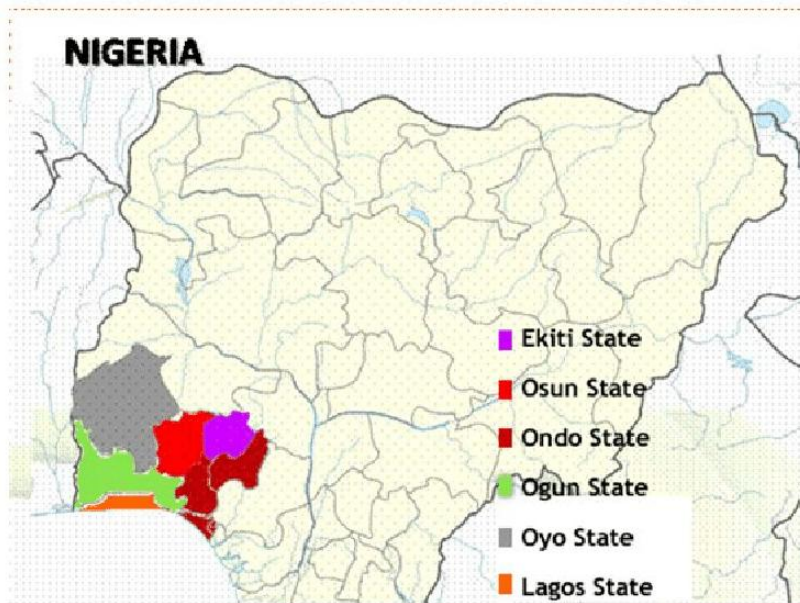 NIGERIA
Ekiti State
Osun State
Ondo State
Ogun State
Oyo State
Lagos State